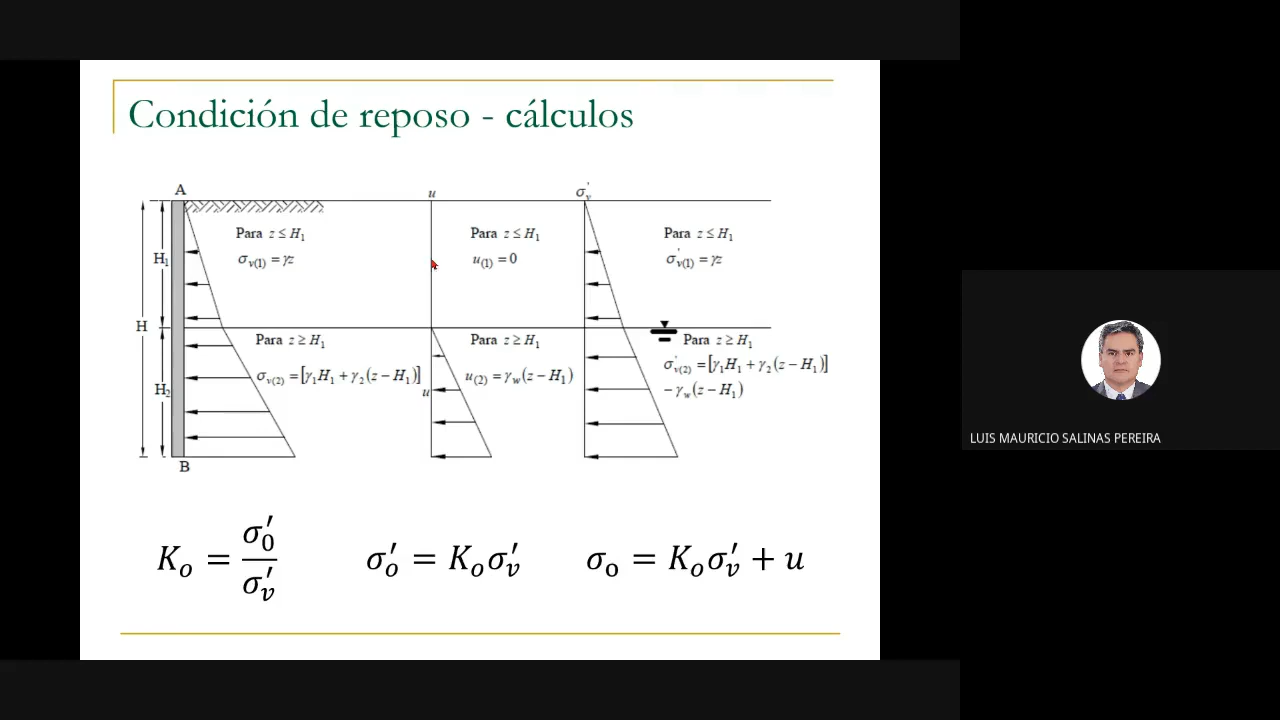 Condición de reposo - cálculos
A
u
σ'v
Para z ≤ H₁
σv(1) = γz
Para z ≤ H₁
u(1) = 0
Para z ≤ H₁
σ'v(1) = γz
H₁
H
H₂
Para z ≥ H₁
σv(2) = [γ₁H₁ + γ₂(z − H₁)]
Para z ≥ H₁
u(2) = γw(z − H₁)
u
Para z ≥ H₁
σ'v(2) = [γ₁H₁ + γ₂(z − H₁)]
− γw(z − H₁)
B
Kₒ = σ′₀ / σ′v
σ′ₒ = Kₒσ′v
σₒ = Kₒσ′v + u
LUIS MAURICIO SALINAS PEREIRA